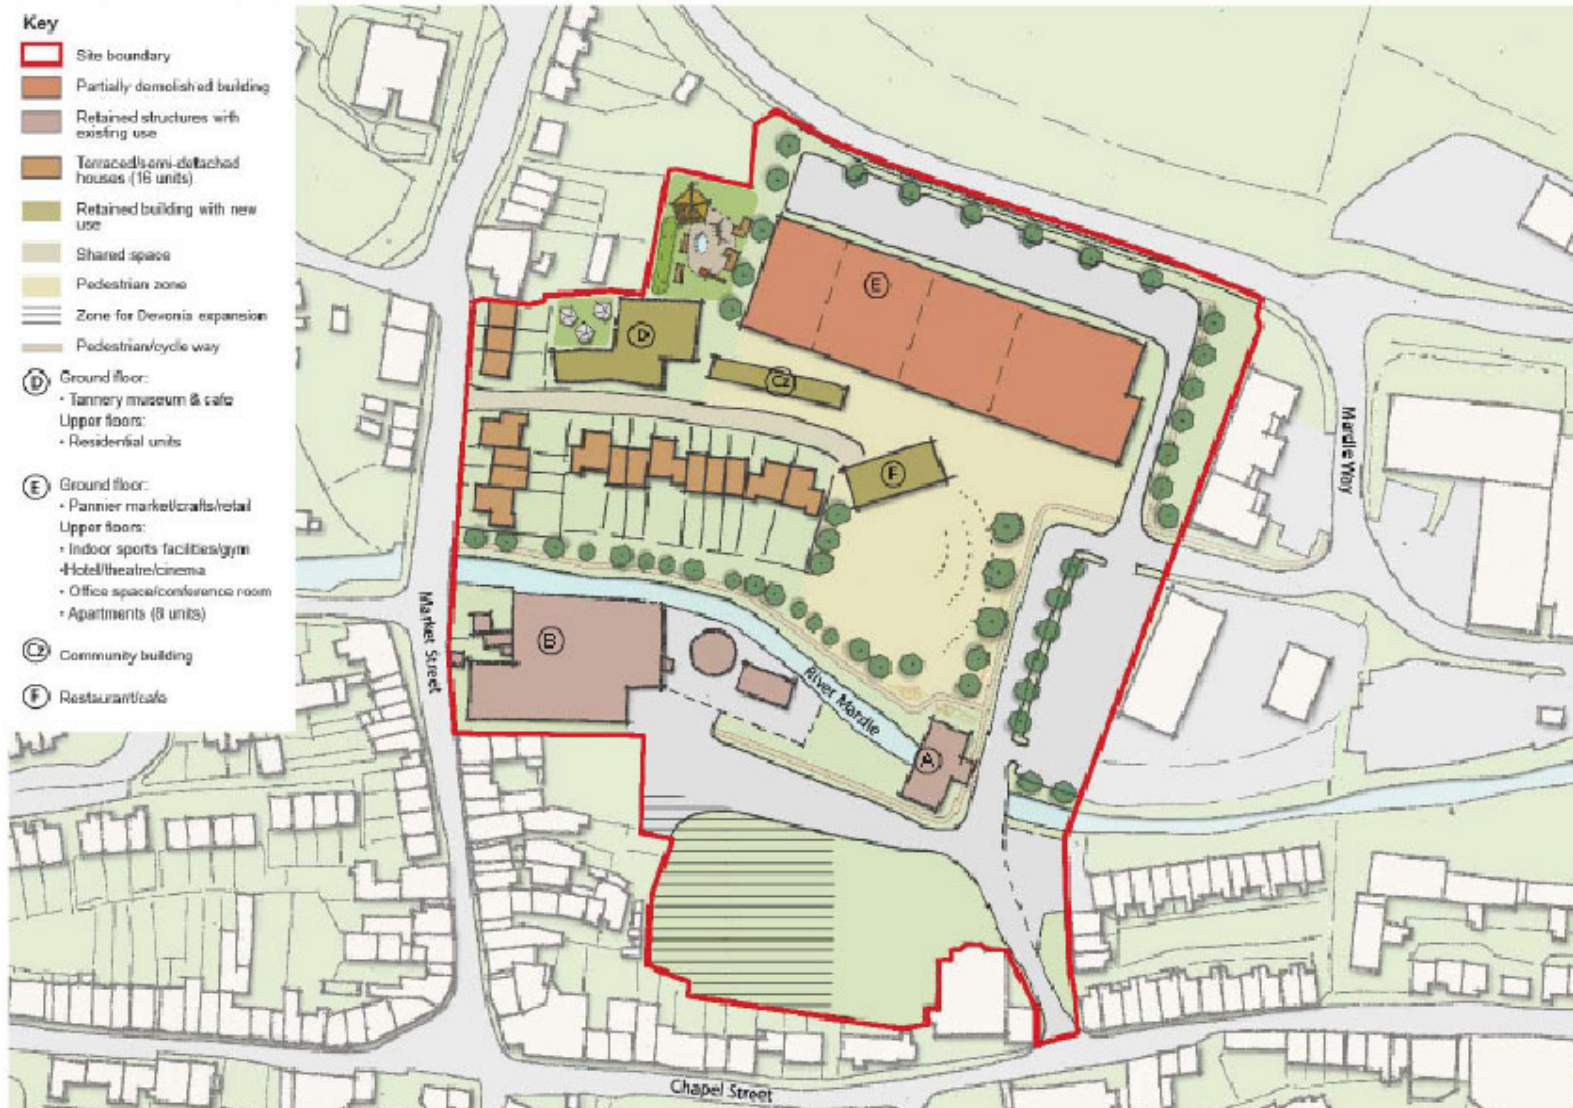 Key
Site boundary
Partially demolished building
Retained structures with
existing use
Terraced/semi-detached
houses (16 units)
Retained building with new
use
Shared space
Pedestrian zone
Zone for Devonia expansion
Pedestrian/cycle way
D Ground floor:
• Tannery museum & cafe
Upper floors:
• Residential units
E Ground floor:
• Pannier market/crafts/retail
Upper floors:
• Indoor sports facilities/gym
•Hotel/theatre/cinema
• Office space/conference room
• Apartments (8 units)
C2 Community building
F Restaurant/cafe
E
D
C2
F
B
A
River Mardle
Market Street
Mardle Way
Chapel Street